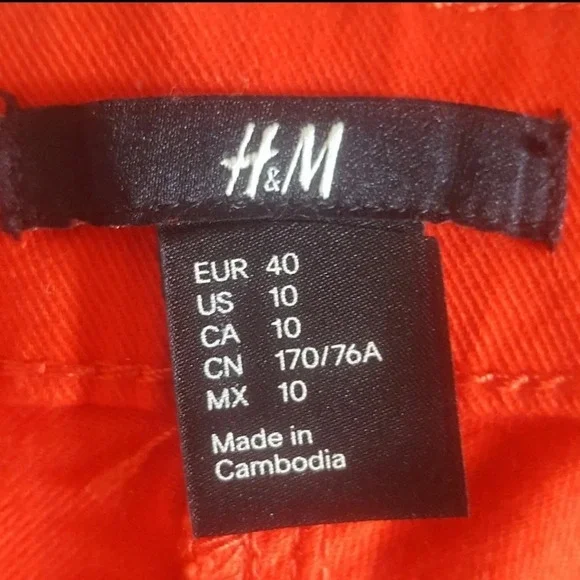 H&M
EUR 40
US 10
CA 10
CN 170/76A
MX 10
Made in
Cambodia